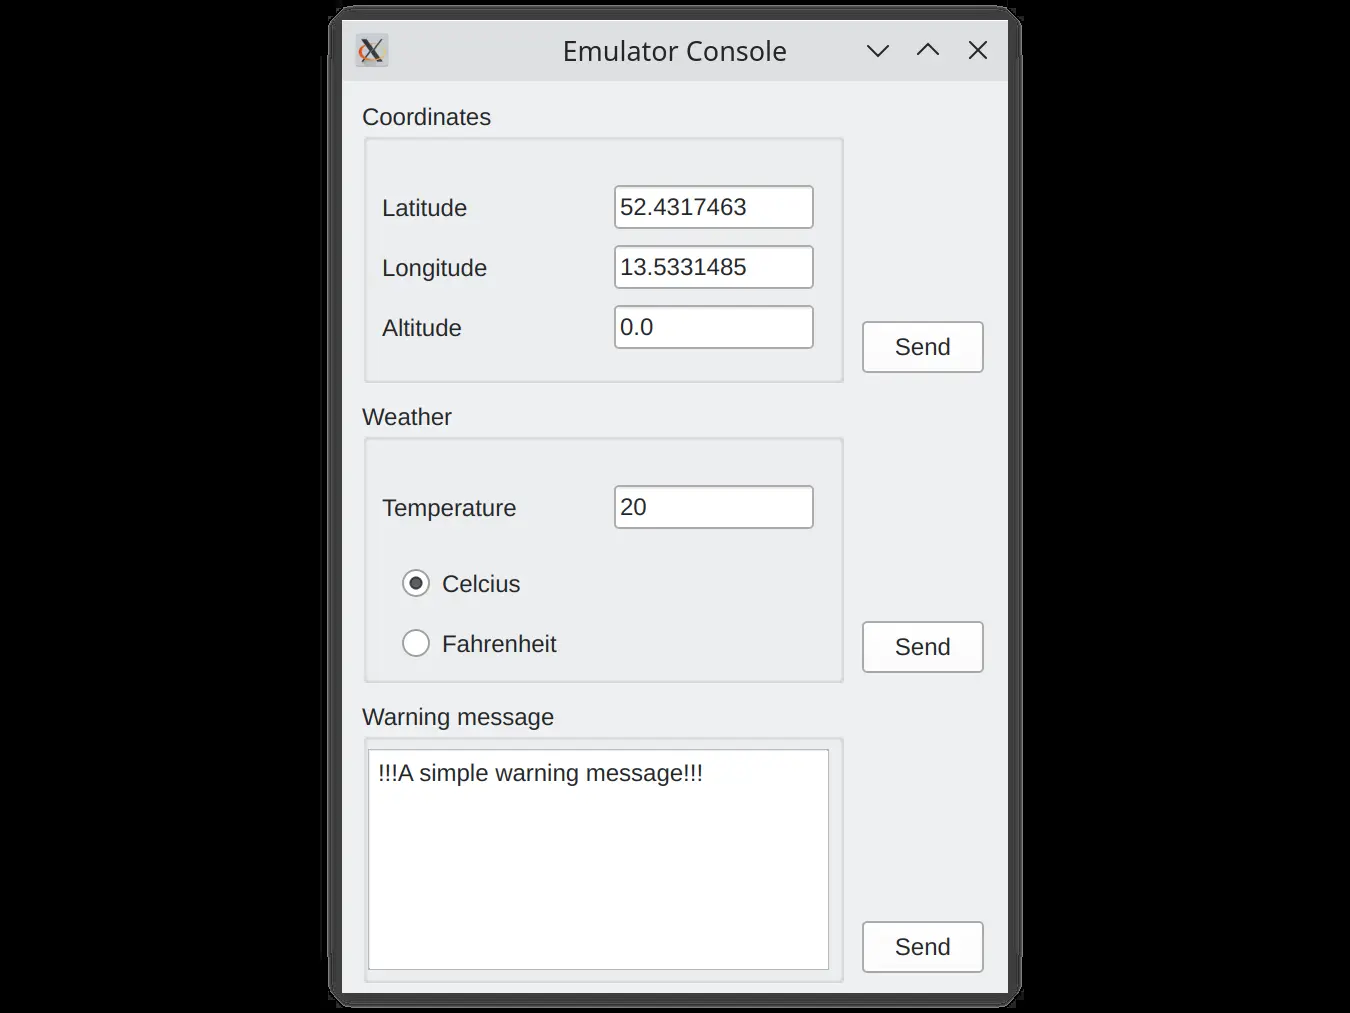 Emulator Console
Coordinates
Latitude 52.4317463
Longitude 13.5331485
Altitude 0.0
Send
Weather
Temperature 20
Celcius
Fahrenheit
Send
Warning message
!!!A simple warning message!!!
Send